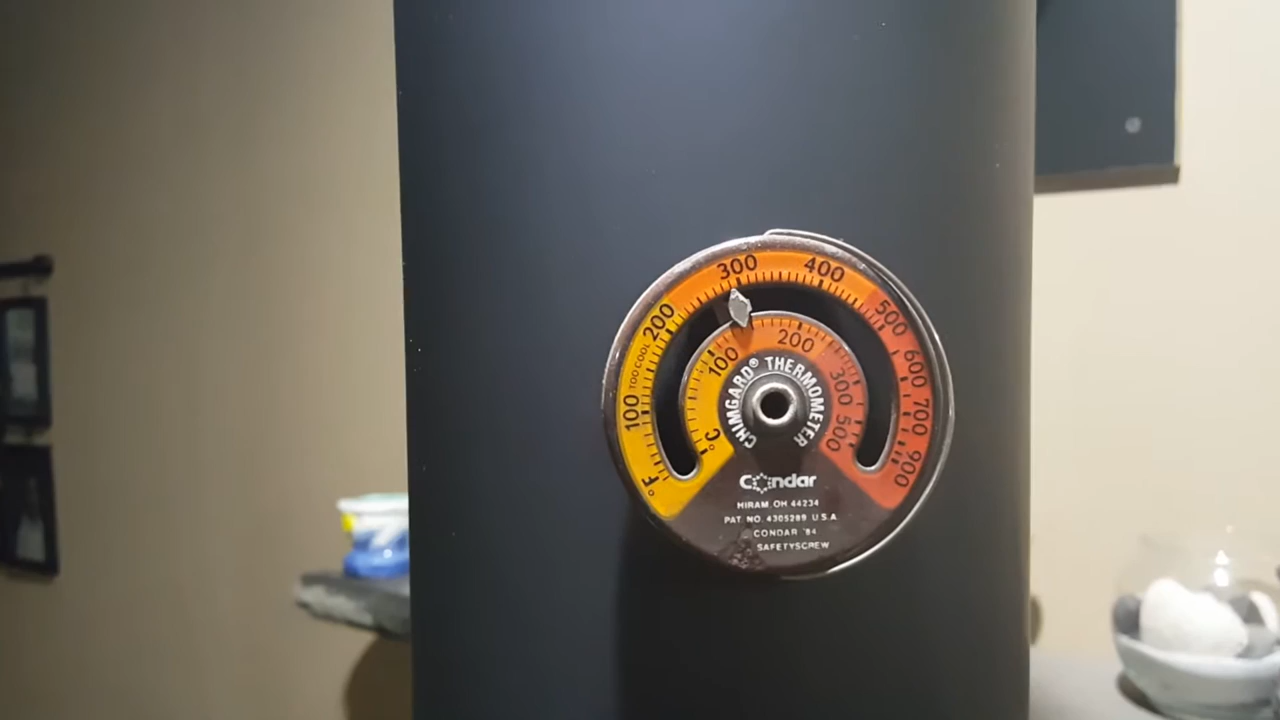 300 400
200 500
TOO COOL 600
100 700
°F 900
100 200 300
°C 500
CHIMGARD® THERMOMETER
Condar
HIRAM, OH 44234
PAT NO. 4305289 U.S.A.
CONDAR '84
SAFETYSCREW